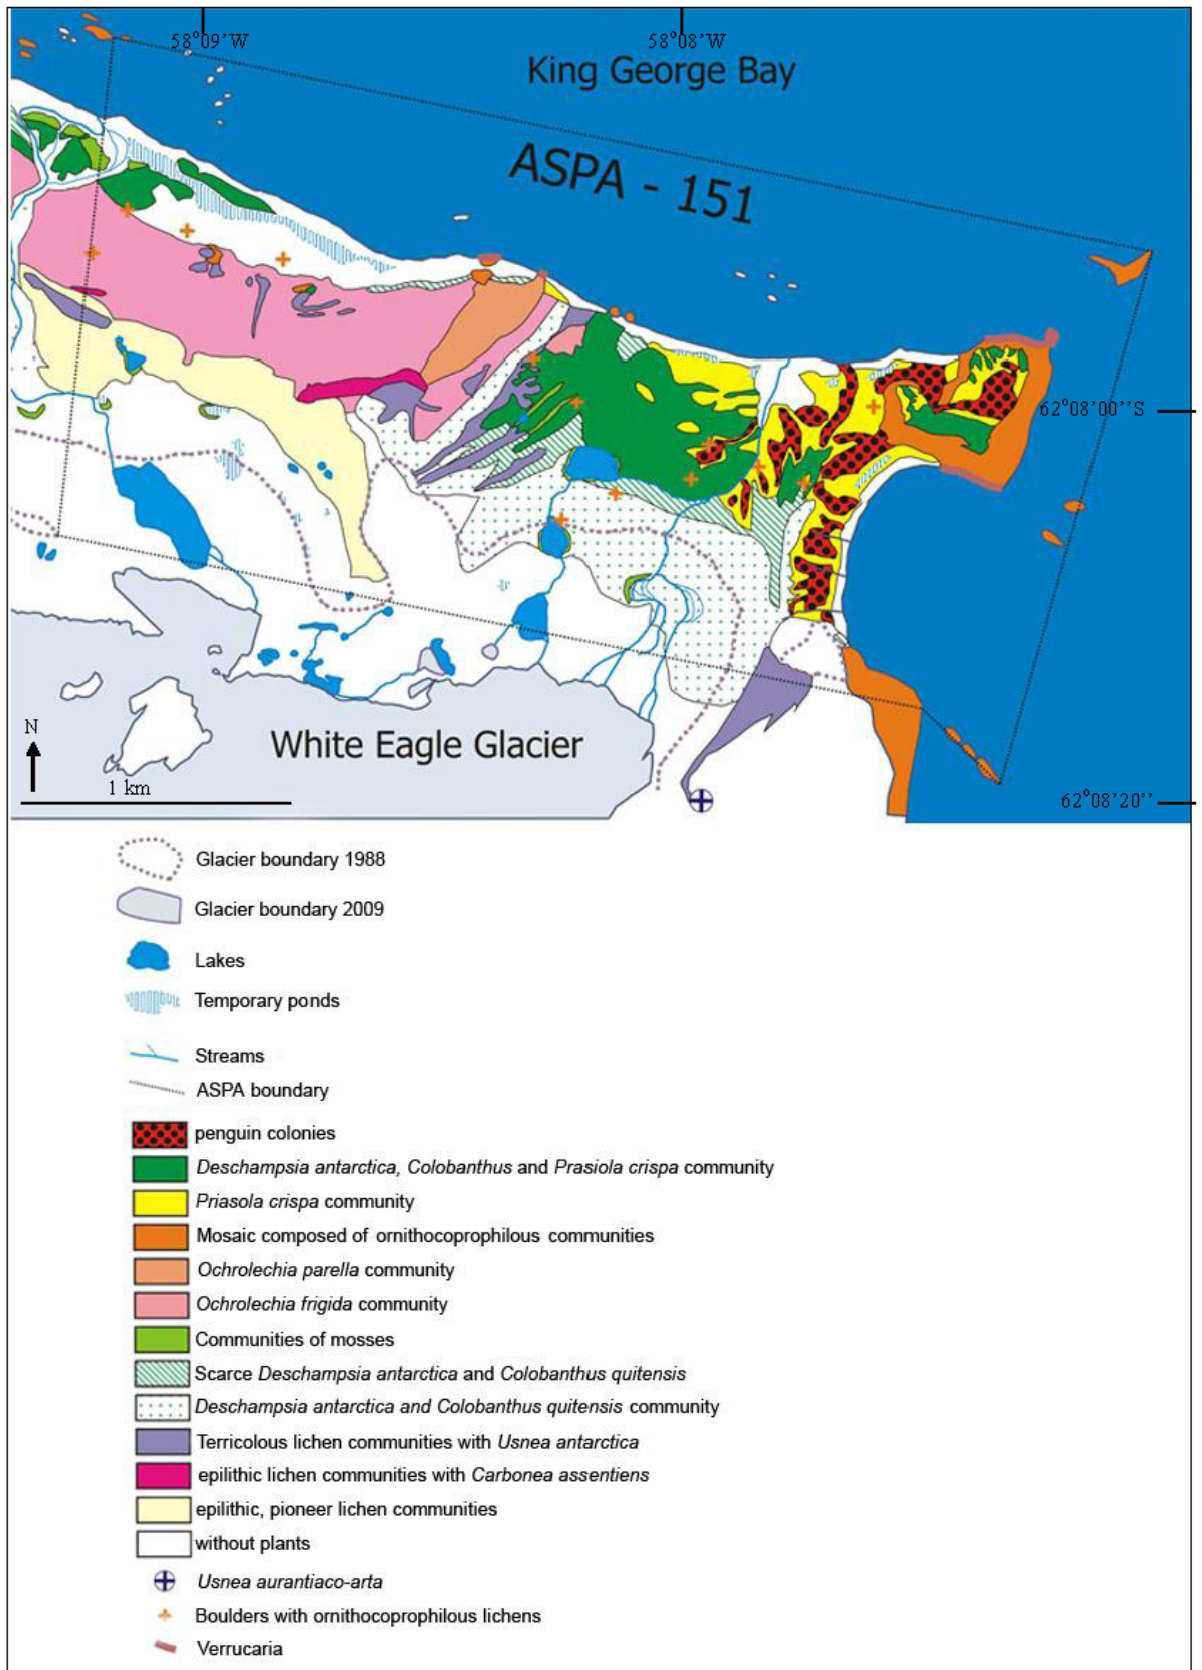 58°09'W
58°08'W
King George Bay
ASPA - 151
62°08'00''S
White Eagle Glacier
N
1 km
62°08'20''
Glacier boundary 1988
Glacier boundary 2009
Lakes
Temporary ponds
Streams
ASPA boundary
penguin colonies
Deschampsia antarctica, Colobanthus and Prasiola crispa community
Priasola crispa community
Mosaic composed of ornithocoprophilous communities
Ochrolechia parella community
Ochrolechia frigida community
Communities of mosses
Scarce Deschampsia antarctica and Colobanthus quitensis
Deschampsia antarctica and Colobanthus quitensis community
Terricolous lichen communities with Usnea antarctica
epilithic lichen communities with Carbonea assentiens
epilithic, pioneer lichen communities
without plants
Usnea aurantiaco-arta
Boulders with ornithocoprophilous lichens
Verrucaria